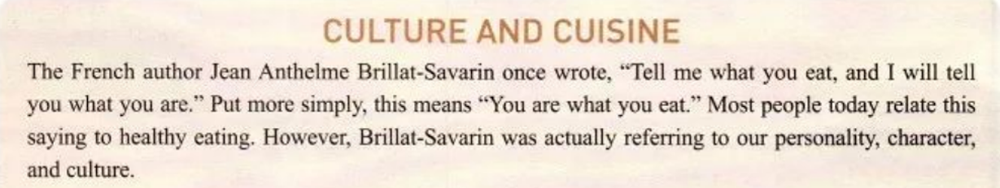 CULTURE AND CUISINE
The French author Jean Anthelme Brillat-Savarin once wrote, “Tell me what you eat, and I will tell
you what you are.” Put more simply, this means “You are what you eat.” Most people today relate this
saying to healthy eating. However, Brillat-Savarin was actually referring to our personality, character,
and culture.